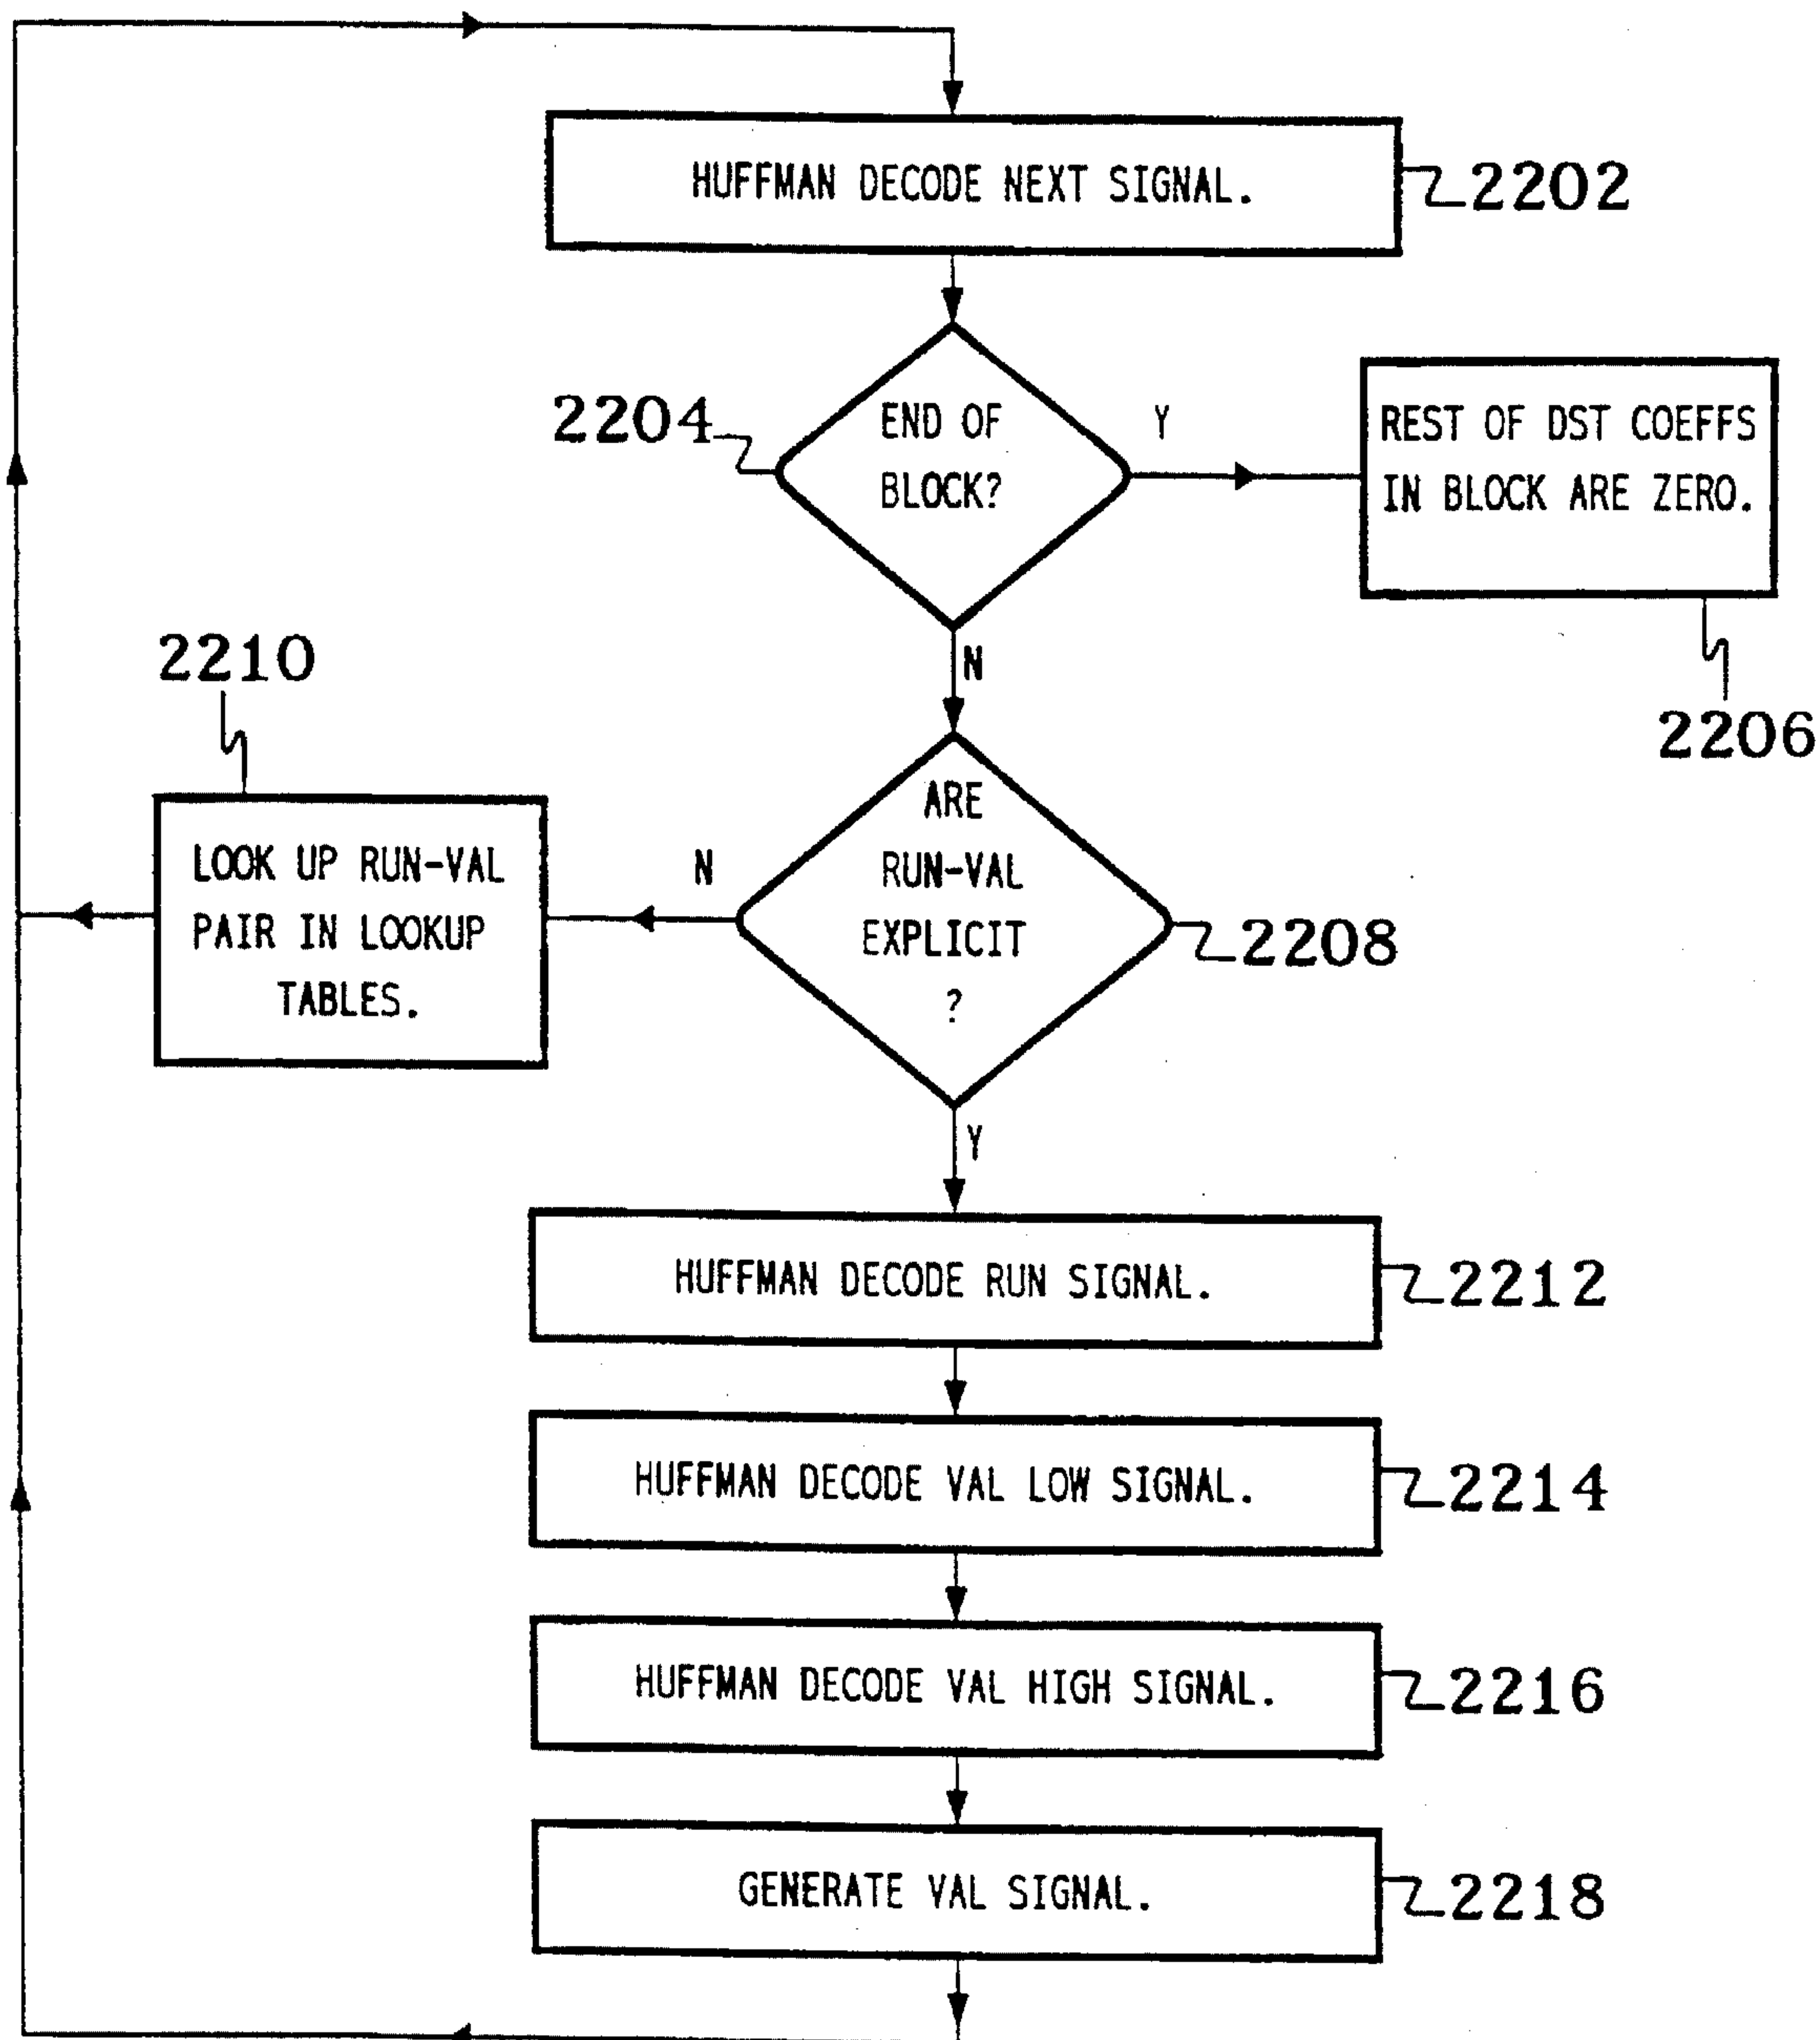 HUFFMAN DECODE NEXT SIGNAL.
2202
2204
END OF
BLOCK?
Y
REST OF DST COEFFS
IN BLOCK ARE ZERO.
2206
N
2210
ARE
RUN-VAL
EXPLICIT
?
2208
N
LOOK UP RUN-VAL
PAIR IN LOOKUP
TABLES.
Y
HUFFMAN DECODE RUN SIGNAL.
2212
HUFFMAN DECODE VAL LOW SIGNAL.
2214
HUFFMAN DECODE VAL HIGH SIGNAL.
2216
GENERATE VAL SIGNAL.
2218